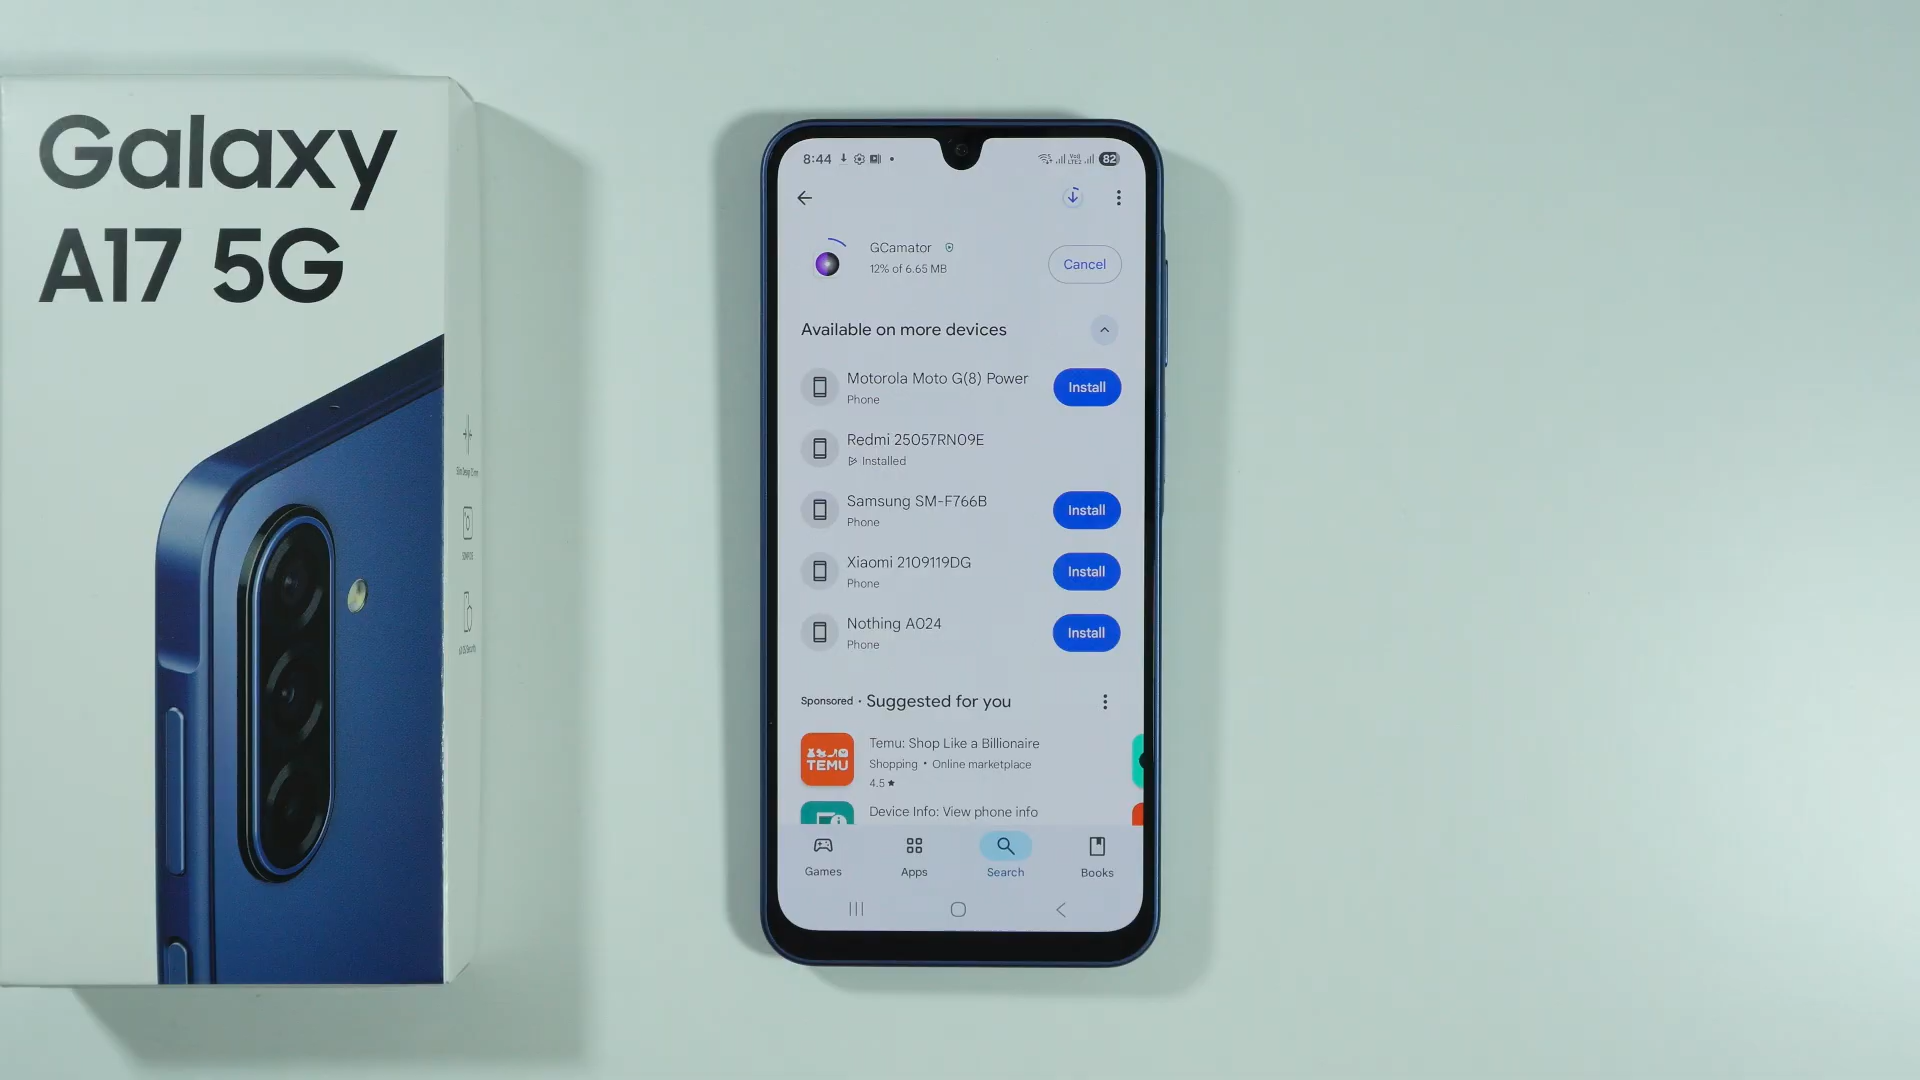 Galaxy
A17 5G
8:44
82
GCamator
12% of 6.65 MB
Cancel
Available on more devices
Motorola Moto G(8) Power
Phone
Install
Redmi 25057RN09E
Installed
Samsung SM-F766B
Phone
Install
Xiaomi 2109119DG
Phone
Install
Nothing A024
Phone
Install
Sponsored • Suggested for you
TEMU
Temu: Shop Like a Billionaire
Shopping • Online marketplace
4.5 ★
Device Info: View phone info
Games
Apps
Search
Books